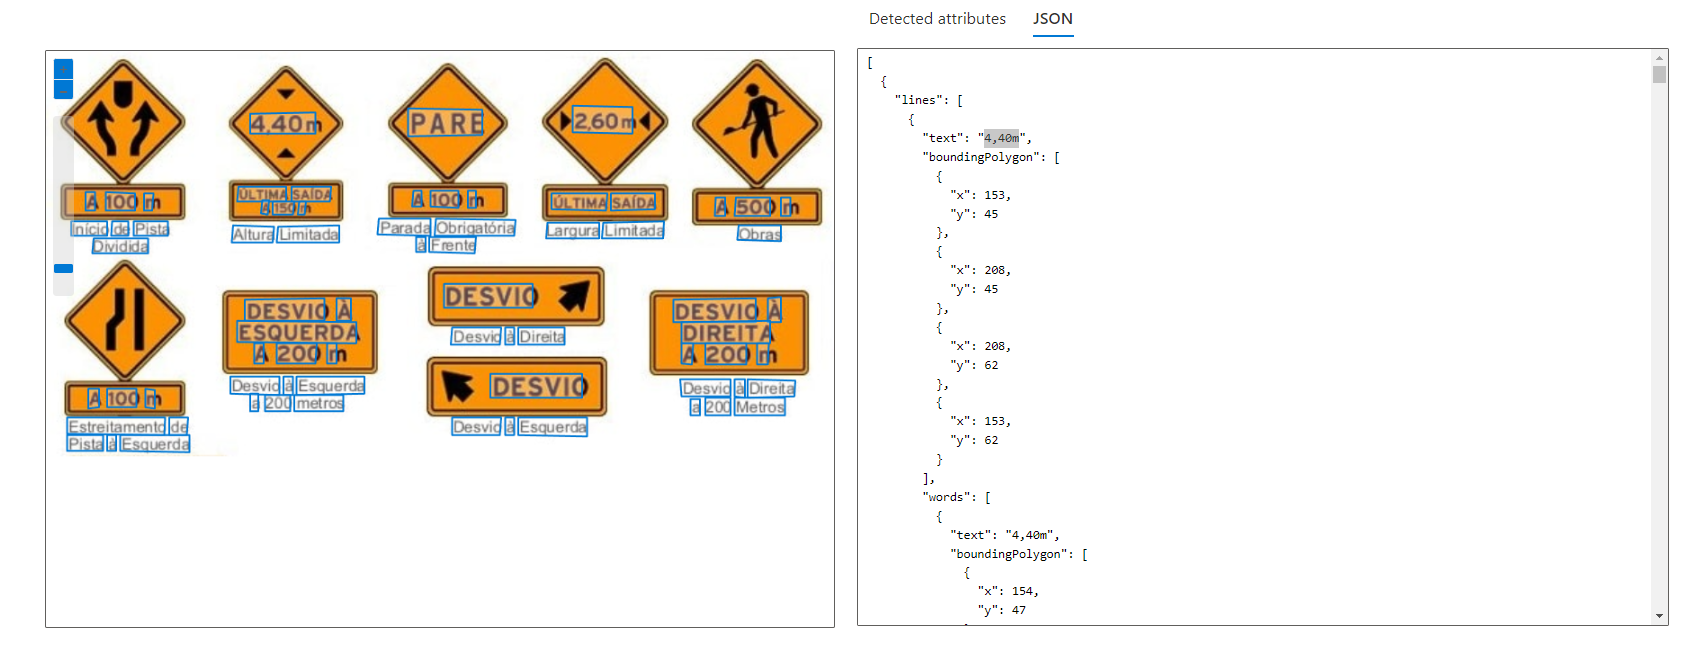 Detected attributes
JSON
4,40m
PARE
2,60m
A 100 m
ÚLTIMA SAÍDA
A 150 m
A 100 m
ÚLTIMA SAÍDA
A 500 m
Início de Pista
Dividida
Altura Limitada
Parada Obrigatória
à Frente
Largura Limitada
Obras
DESVIO À
ESQUERDA
A 200 m
DESVIO
DESVIO À
DIREITA
A 200 m
Desvio à Direita
DESVIO
A 100 m
Desvio à Esquerda
a 200 metros
Desvio à Direita
a 200 Metros
Estreitamento de
Pista à Esquerda
Desvio à Esquerda
[
{
"lines": [
{
"text": "4,40m",
"boundingPolygon": [
{
"x": 153,
"y": 45
},
{
"x": 208,
"y": 45
},
{
"x": 208,
"y": 62
},
{
"x": 153,
"y": 62
}
],
"words": [
{
"text": "4,40m",
"boundingPolygon": [
{
"x": 154,
"y": 47